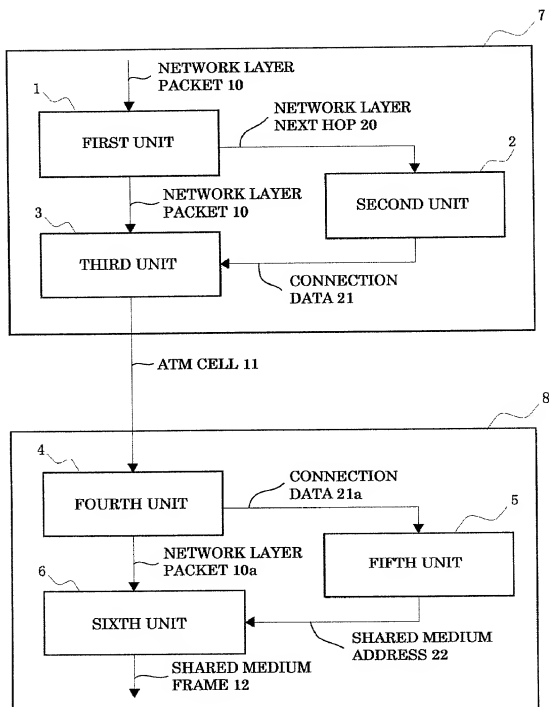 7
NETWORK LAYER
PACKET 10
1
NETWORK LAYER
NEXT HOP 20
FIRST UNIT
2
NETWORK LAYER
PACKET 10
SECOND UNIT
3
THIRD UNIT
CONNECTION
DATA 21
ATM CELL 11
8
4
CONNECTION
DATA 21a
FOURTH UNIT
5
NETWORK LAYER
PACKET 10a
FIFTH UNIT
6
SIXTH UNIT
SHARED MEDIUM
ADDRESS 22
SHARED MEDIUM
FRAME 12